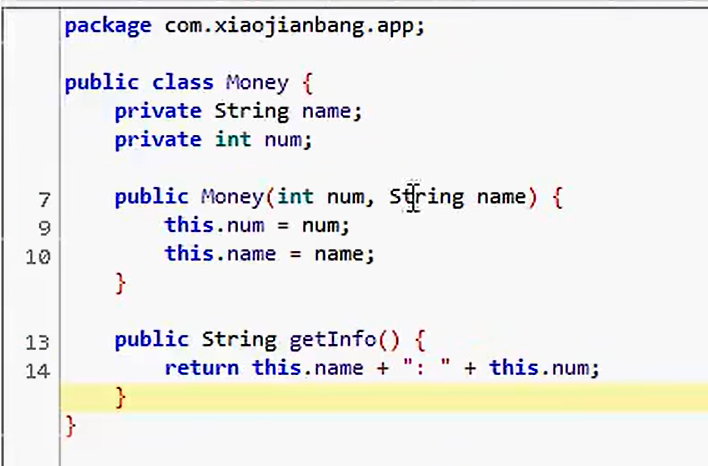 package com.xiaojianbang.app;
public class Money {
private String name;
private int num;
7 public Money(int num, String name) {
9 this.num = num;
10 this.name = name;
}
13 public String getInfo() {
14 return this.name + ": " + this.num;
}
}